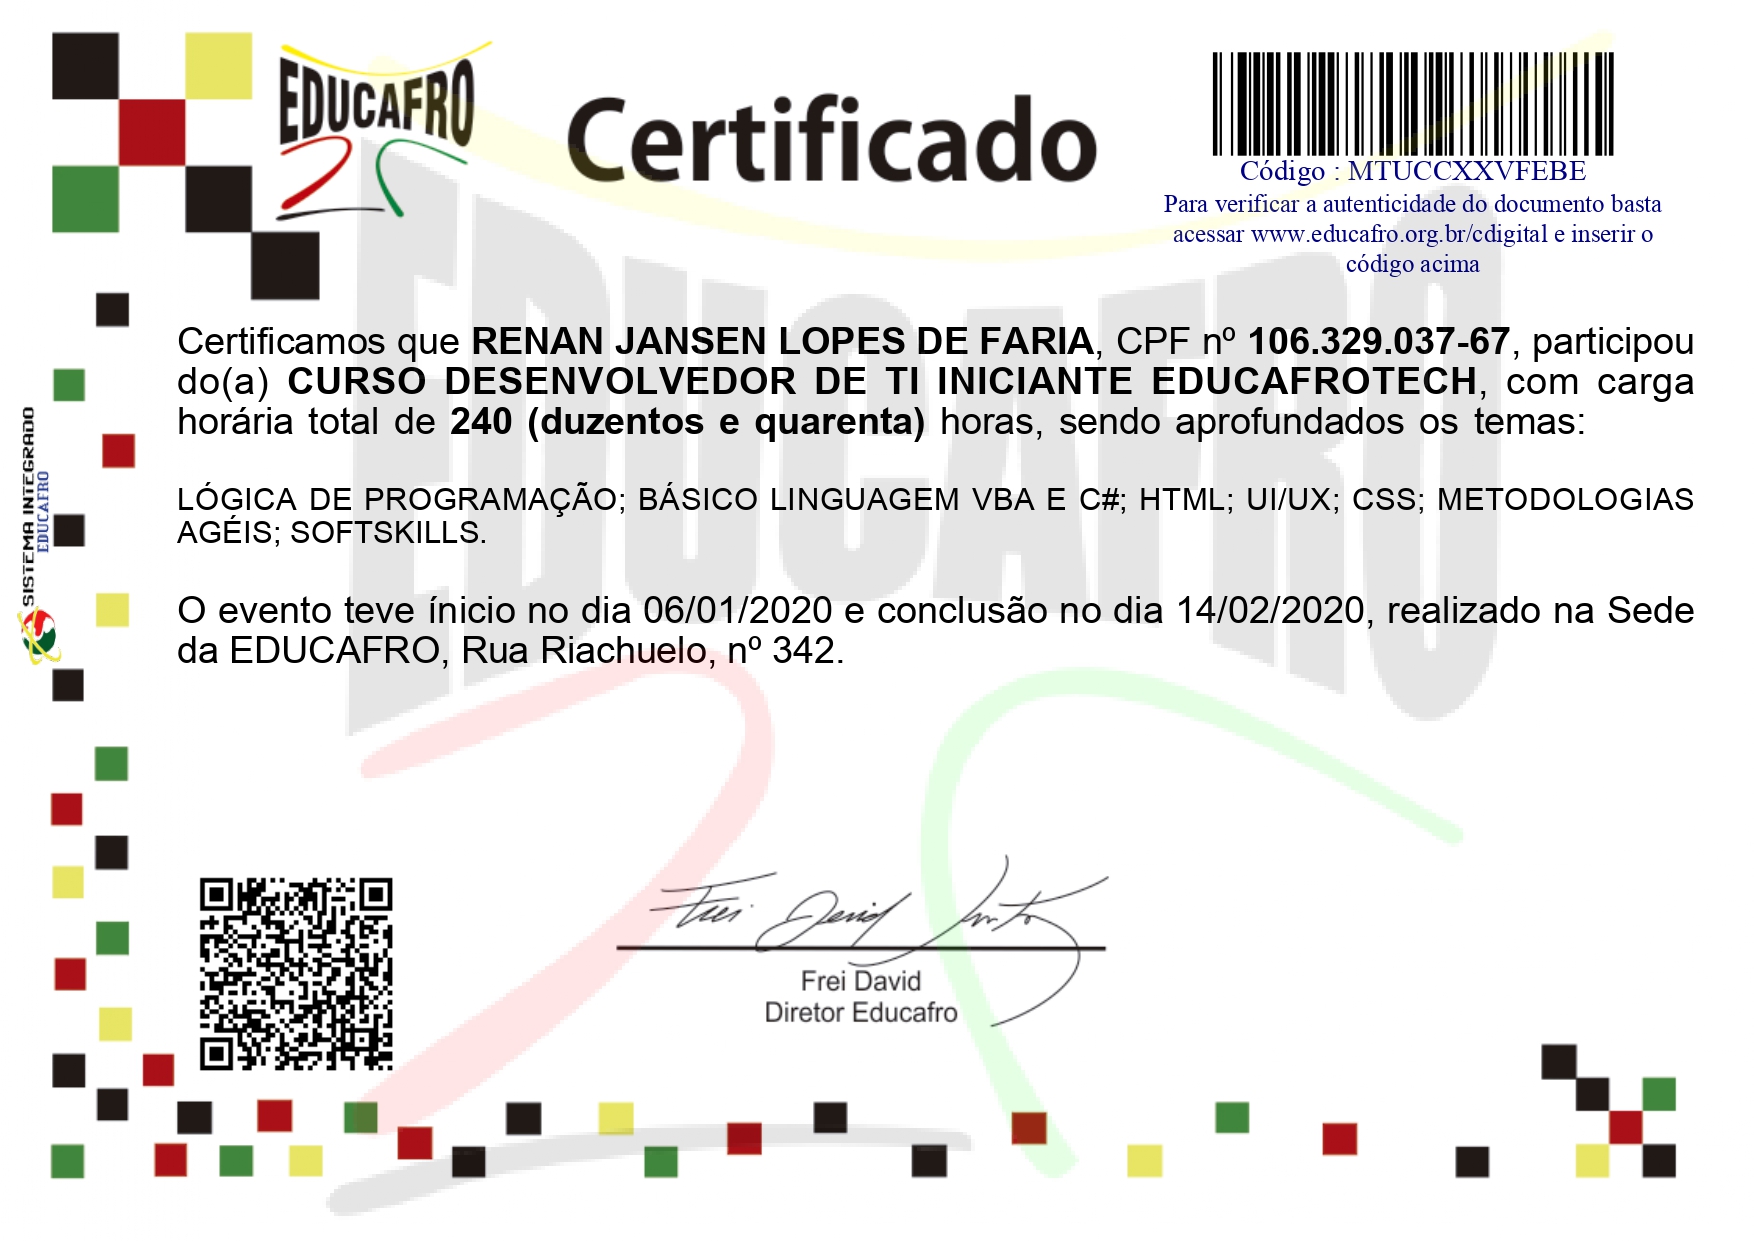 EDUCAFRO
Certificado
Código : MTUCCXXVFEBE
Para verificar a autenticidade do documento basta
acessar www.educafro.org.br/cdigital e inserir o
código acima
Certificamos que RENAN JANSEN LOPES DE FARIA, CPF nº 106.329.037-67, participou
do(a) CURSO DESENVOLVEDOR DE TI INICIANTE EDUCAFROTECH, com carga
horária total de 240 (duzentos e quarenta) horas, sendo aprofundados os temas:
LÓGICA DE PROGRAMAÇÃO; BÁSICO LINGUAGEM VBA E C#; HTML; UI/UX; CSS; METODOLOGIAS
AGÉIS; SOFTSKILLS.
O evento teve ínicio no dia 06/01/2020 e conclusão no dia 14/02/2020, realizado na Sede
da EDUCAFRO, Rua Riachuelo, nº 342.
SISTEMA INTEGRADO
EDUCAFRO
EDUCAFRO
Frei David Santos
Frei David
Diretor Educafro